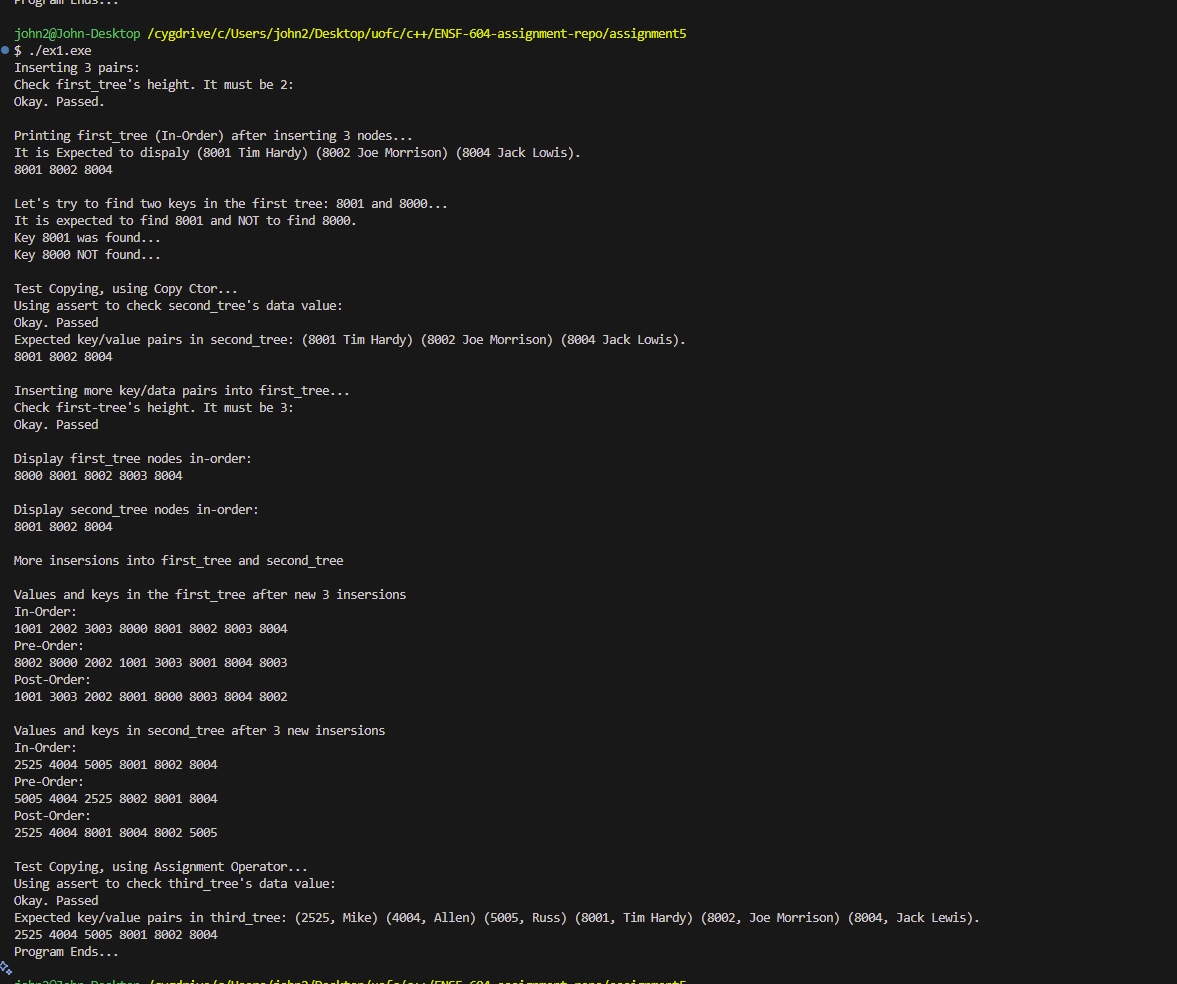 Program Ends...
john2@John-Desktop /cygdrive/c/Users/john2/Desktop/uofc/c++/ENSF-604-assignment-repo/assignment5
$ ./ex1.exe
Inserting 3 pairs:
Check first_tree's height. It must be 2:
Okay. Passed.
Printing first_tree (In-Order) after inserting 3 nodes...
It is Expected to dispaly (8001 Tim Hardy) (8002 Joe Morrison) (8004 Jack Lowis).
8001 8002 8004
Let's try to find two keys in the first tree: 8001 and 8000...
It is expected to find 8001 and NOT to find 8000.
Key 8001 was found...
Key 8000 NOT found...
Test Copying, using Copy Ctor...
Using assert to check second_tree's data value:
Okay. Passed
Expected key/value pairs in second_tree: (8001 Tim Hardy) (8002 Joe Morrison) (8004 Jack Lowis).
8001 8002 8004
Inserting more key/data pairs into first_tree...
Check first-tree's height. It must be 3:
Okay. Passed
Display first_tree nodes in-order:
8000 8001 8002 8003 8004
Display second_tree nodes in-order:
8001 8002 8004
More insersions into first_tree and second_tree
Values and keys in the first_tree after new 3 insersions
In-Order:
1001 2002 3003 8000 8001 8002 8003 8004
Pre-Order:
8002 8000 2002 1001 3003 8001 8004 8003
Post-Order:
1001 3003 2002 8001 8000 8003 8004 8002
Values and keys in second_tree after 3 new insersions
In-Order:
2525 4004 5005 8001 8002 8004
Pre-Order:
5005 4004 2525 8002 8001 8004
Post-Order:
2525 4004 8001 8004 8002 5005
Test Copying, using Assignment Operator...
Using assert to check third_tree's data value:
Okay. Passed
Expected key/value pairs in third_tree: (2525, Mike) (4004, Allen) (5005, Russ) (8001, Tim Hardy) (8002, Joe Morrison) (8004, Jack Lewis).
2525 4004 5005 8001 8002 8004
Program Ends...
john2@John-Desktop /cygdrive/c/Users/john2/Desktop/uofc/c++/ENSF-604-assignment-repo/assignment5